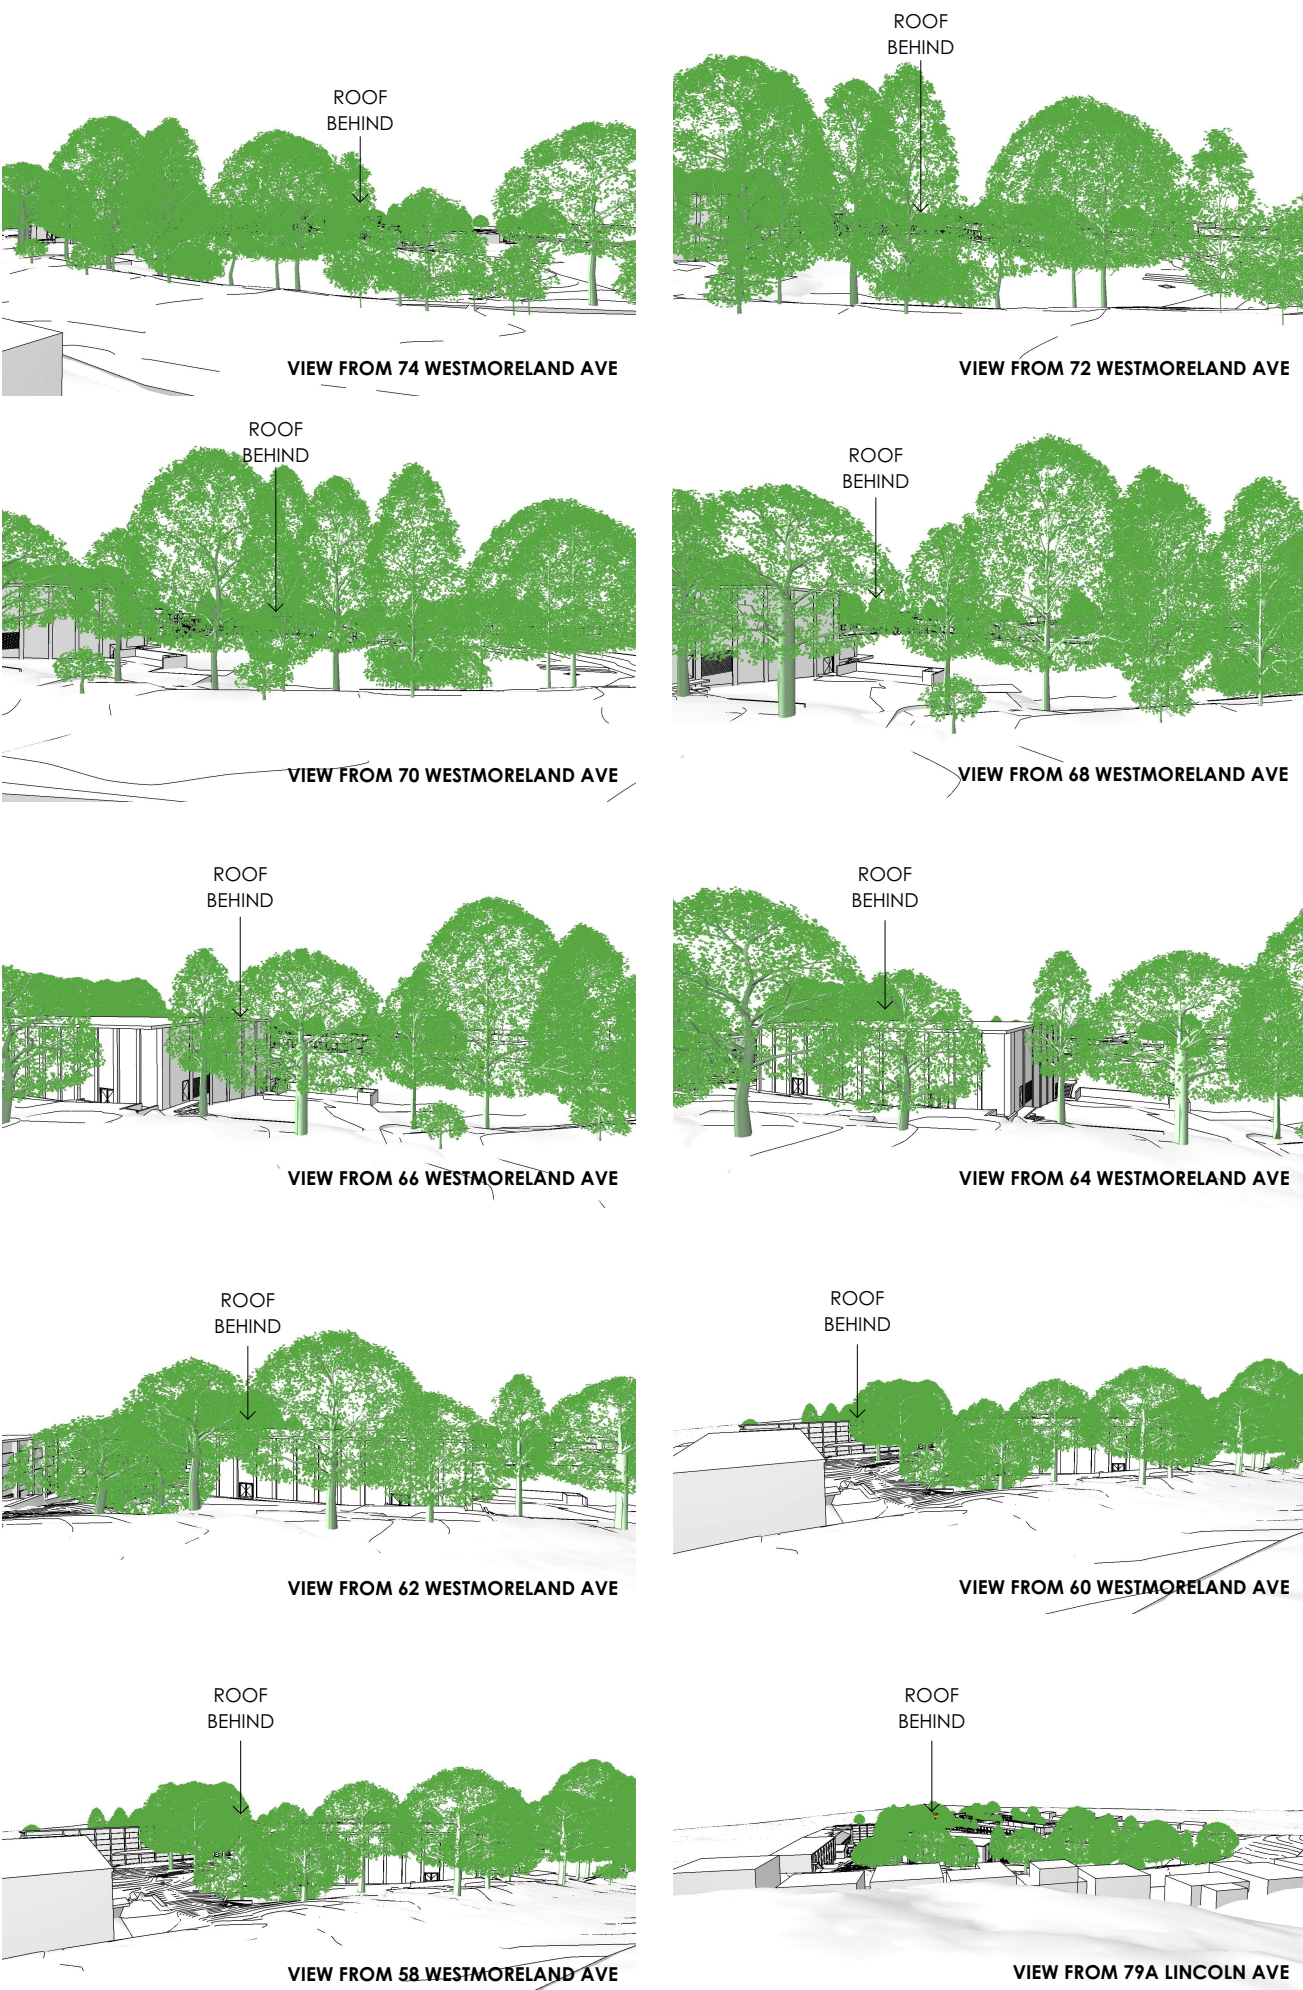 ROOF
BEHIND
VIEW FROM 74 WESTMORELAND AVE
ROOF
BEHIND
VIEW FROM 72 WESTMORELAND AVE
ROOF
BEHIND
VIEW FROM 70 WESTMORELAND AVE
ROOF
BEHIND
VIEW FROM 68 WESTMORELAND AVE
ROOF
BEHIND
VIEW FROM 66 WESTMORELAND AVE
ROOF
BEHIND
VIEW FROM 64 WESTMORELAND AVE
ROOF
BEHIND
VIEW FROM 62 WESTMORELAND AVE
ROOF
BEHIND
VIEW FROM 60 WESTMORELAND AVE
ROOF
BEHIND
VIEW FROM 58 WESTMORELAND AVE
ROOF
BEHIND
VIEW FROM 79A LINCOLN AVE